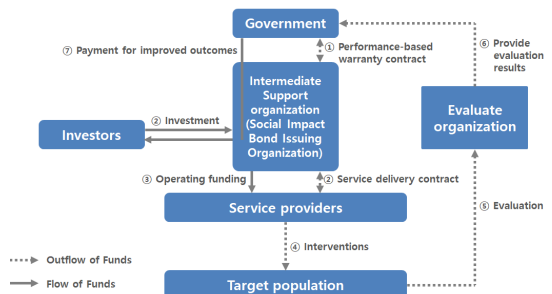 Government
⑦ Payment for improved outcomes
① Performance-based
warranty contract
⑥ Provide
evaluation
results
Intermediate
Support
organization
(Social Impact
Bond Issuing
Organization)
Evaluate
organization
Investors
② Investment
③ Operating funding
② Service delivery contract
Service providers
⑤ Evaluation
④ Interventions
Outflow of Funds
Flow of Funds
Target population